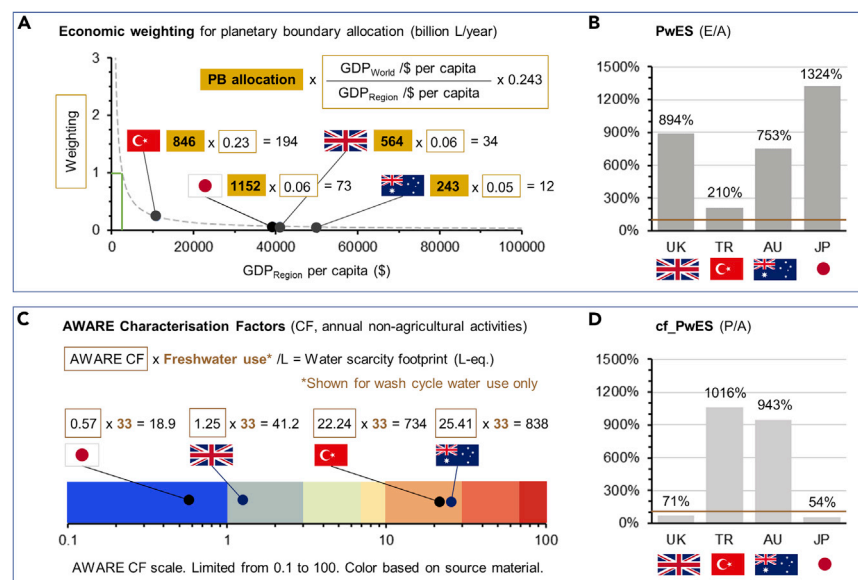 A
Economic weighting for planetary boundary allocation (billion L/year)
3
2
1
0
Weighting
PB allocation x GDPWorld /$ per capita x 0.243
GDPRegion /$ per capita
846 x 0.23 = 194
564 x 0.06 = 34
1152 x 0.06 = 73
243 x 0.05 = 12
0 20000 40000 60000 80000 100000
GDPRegion per capita ($)
B
PwES (E/A)
1500%
1200%
900%
600%
300%
0%
894%
210%
753%
1324%
UK TR AU JP
C
AWARE Characterisation Factors (CF, annual non-agricultural activities)
AWARE CF x Freshwater use* /L = Water scarcity footprint (L-eq.)
*Shown for wash cycle water use only
0.57 x 33 = 18.9 1.25 x 33 = 41.2 22.24 x 33 = 734 25.41 x 33 = 838
0.1 1 10 100
AWARE CF scale. Limited from 0.1 to 100. Color based on source material.
D
cf_PwES (P/A)
1500%
1200%
900%
600%
300%
0%
71%
1016%
943%
54%
UK TR AU JP